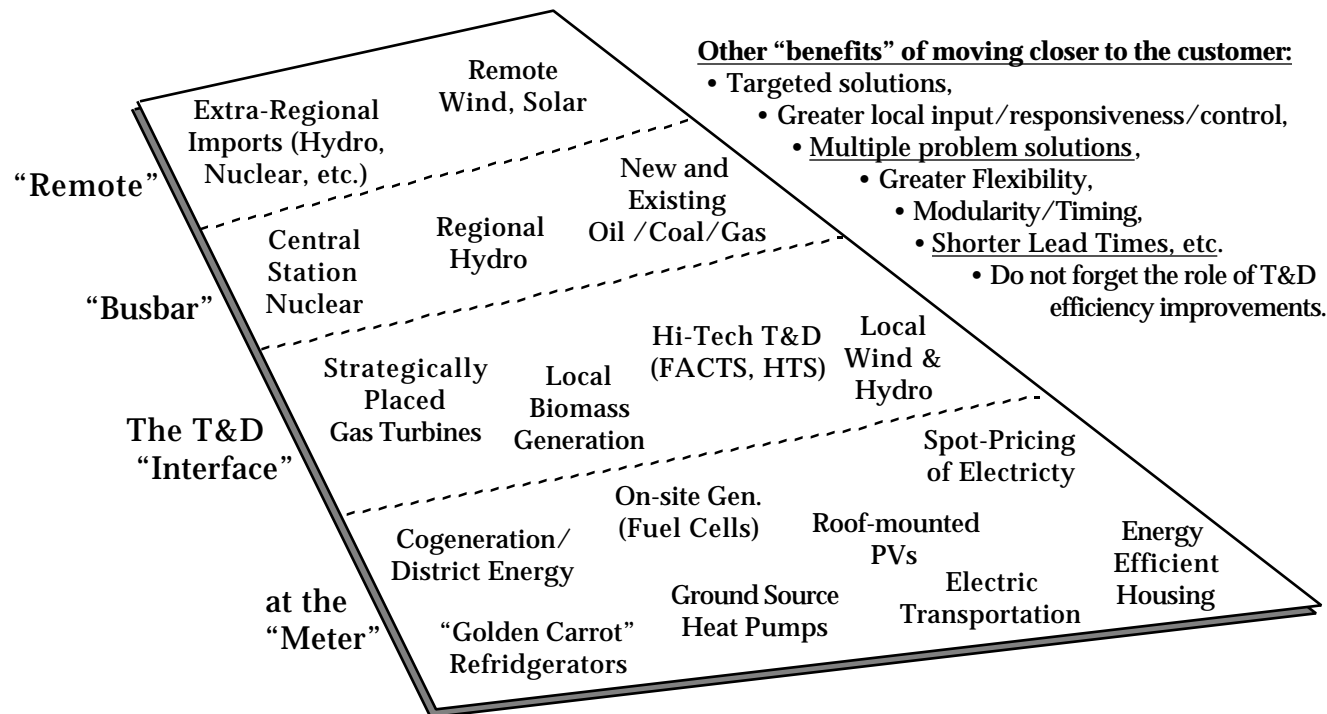 Other “benefits” of moving closer to the customer:
• Targeted solutions,
• Greater local input/responsiveness/control,
• Multiple problem solutions,
• Greater Flexibility,
• Modularity/Timing,
• Shorter Lead Times, etc.
• Do not forget the role of T&D
efficiency improvements.
“Remote”
Extra-Regional
Imports (Hydro,
Nuclear, etc.)
Remote
Wind, Solar
“Busbar”
Central
Station
Nuclear
Regional
Hydro
New and
Existing
Oil /Coal/Gas
The T&D
“Interface”
Strategically
Placed
Gas Turbines
Local
Biomass
Generation
Hi-Tech T&D
(FACTS, HTS)
Local
Wind &
Hydro
at the
“Meter”
Cogeneration/
District Energy
On-site Gen.
(Fuel Cells)
Spot-Pricing
of Electricty
Roof-mounted
PVs
Energy
Efficient
Housing
“Golden Carrot”
Refridgerators
Ground Source
Heat Pumps
Electric
Transportation